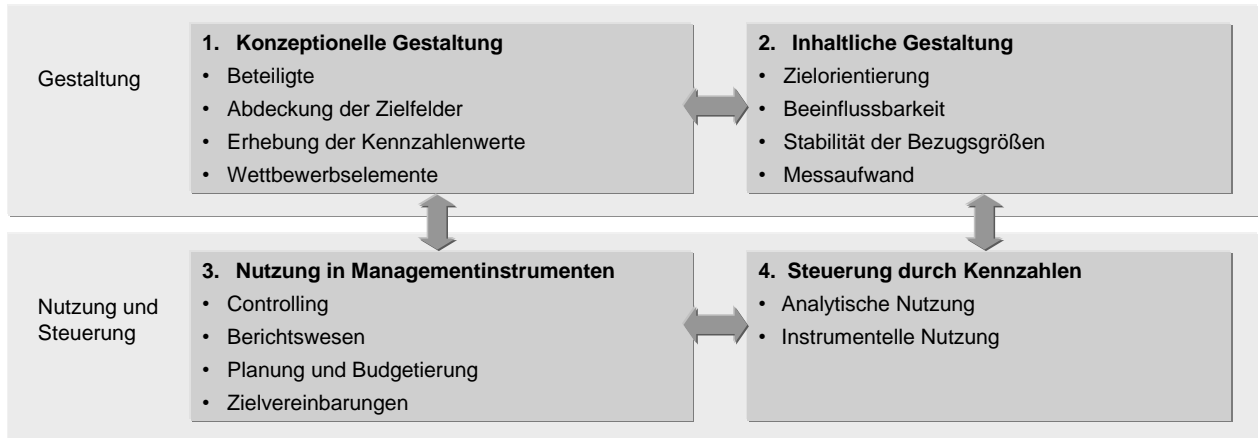 Gestaltung
1. Konzeptionelle Gestaltung
• Beteiligte
• Abdeckung der Zielfelder
• Erhebung der Kennzahlenwerte
• Wettbewerbselemente
2. Inhaltliche Gestaltung
• Zielorientierung
• Beeinflussbarkeit
• Stabilität der Bezugsgrößen
• Messaufwand
Nutzung und
Steuerung
3. Nutzung in Managementinstrumenten
• Controlling
• Berichtswesen
• Planung und Budgetierung
• Zielvereinbarungen
4. Steuerung durch Kennzahlen
• Analytische Nutzung
• Instrumentelle Nutzung